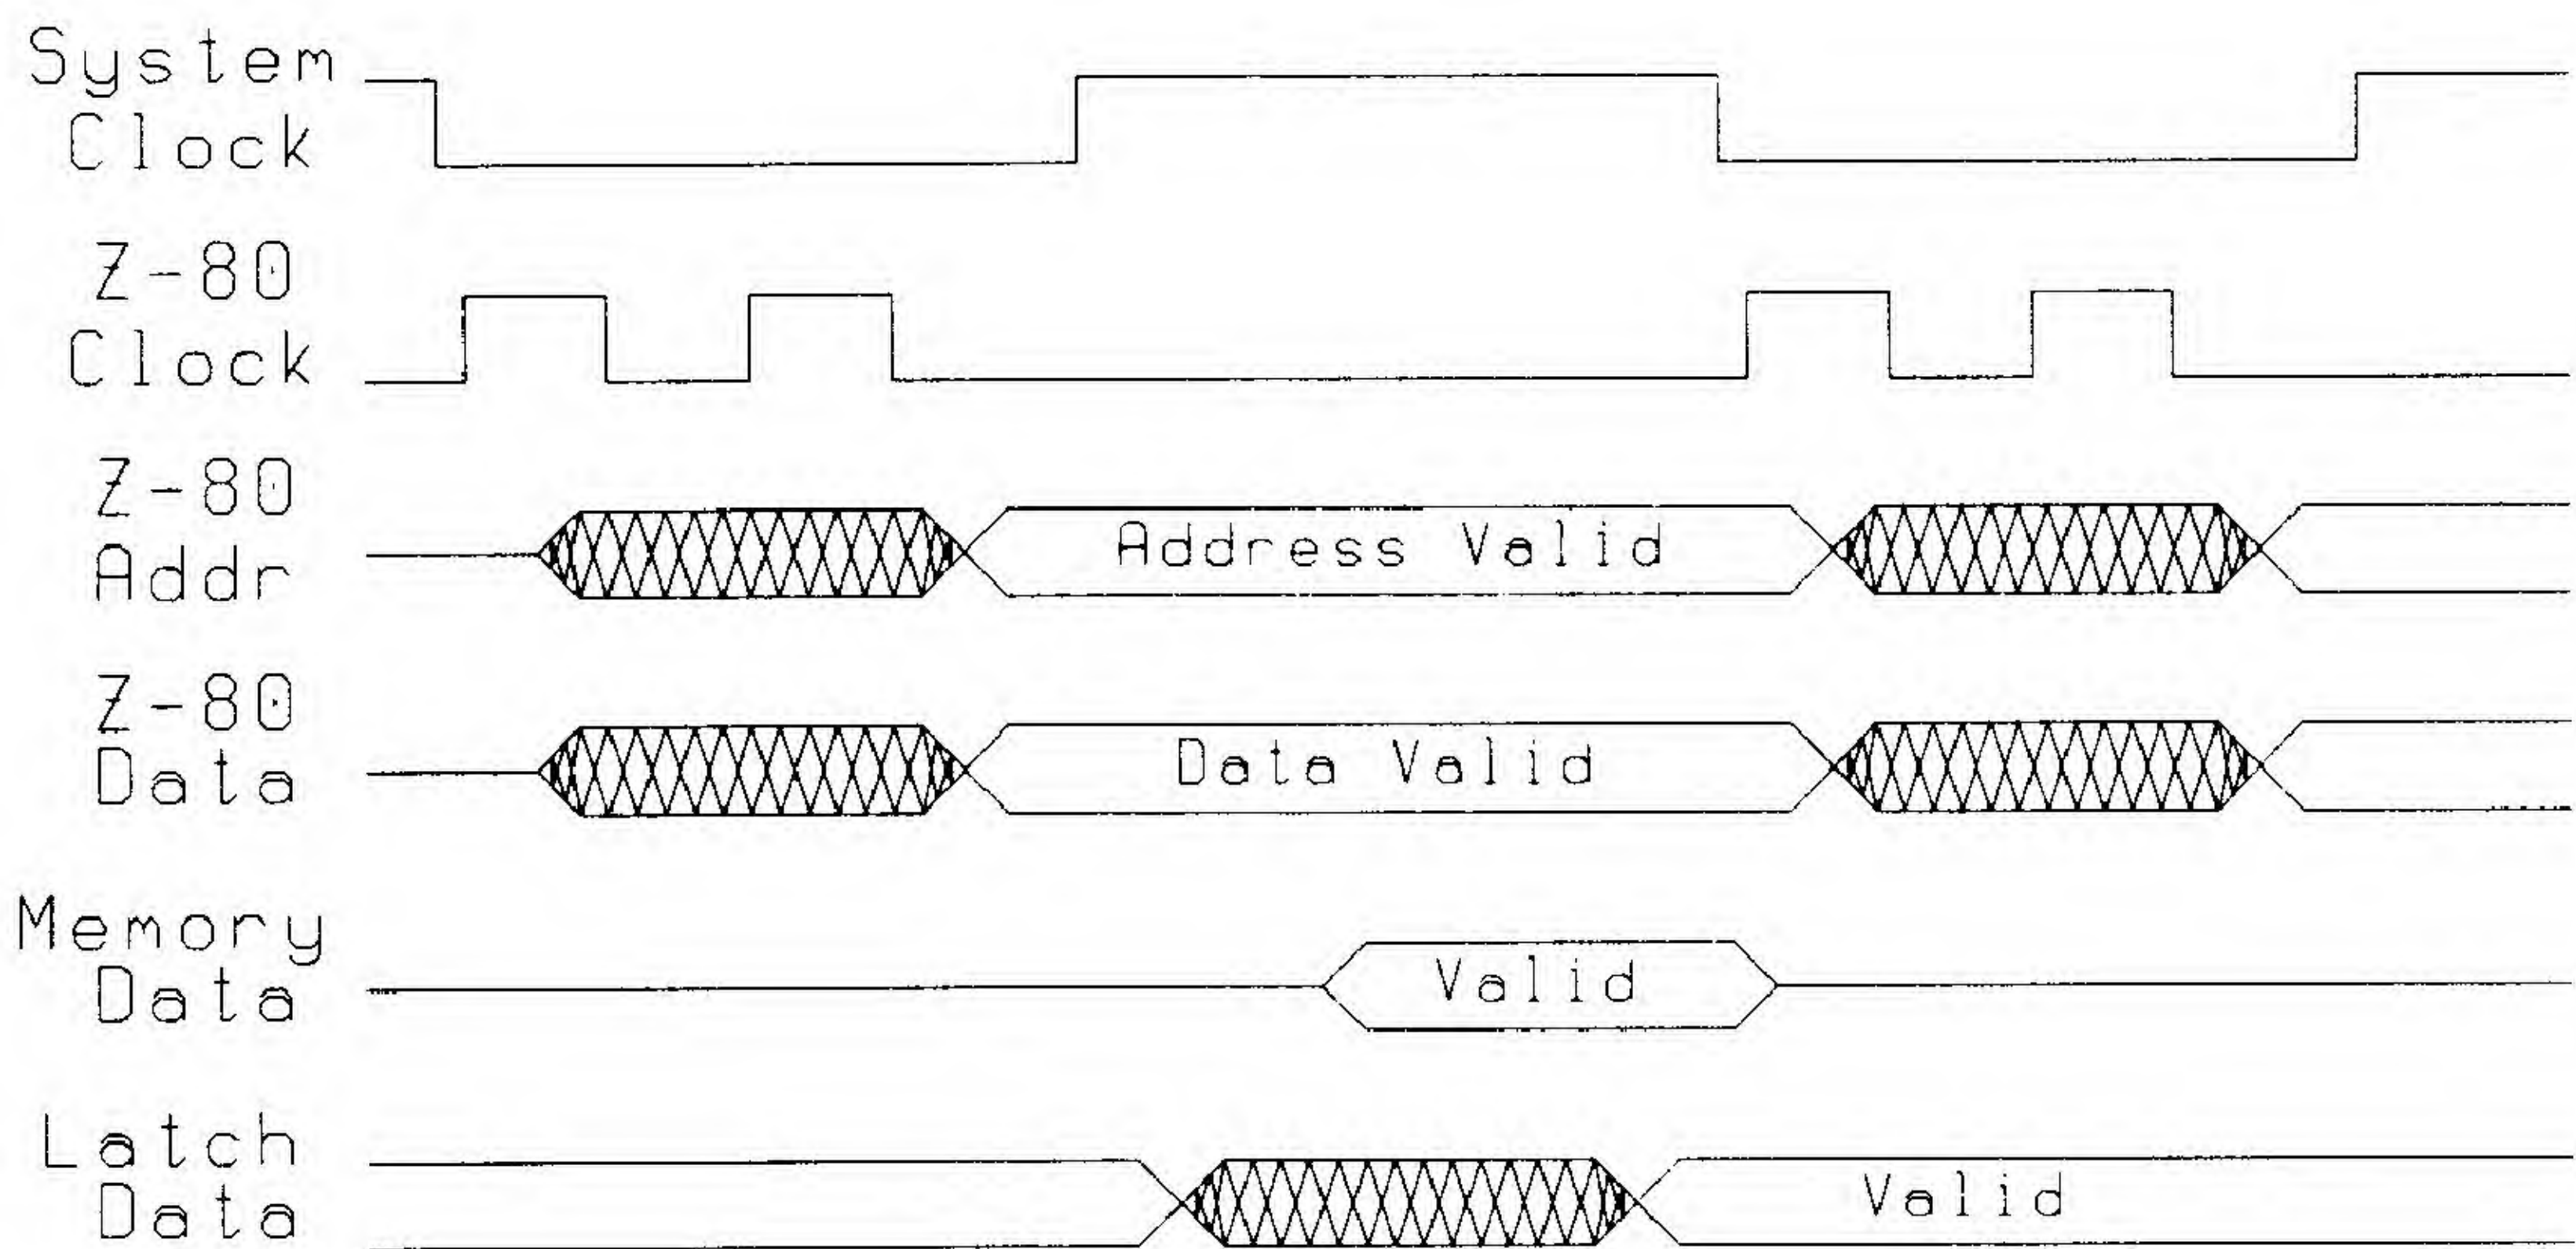 System
Clock
Z-80
Clock
Z-80
Addr
Address Valid
Z-80
Data
Data Valid
Memory
Data
Valid
Latch
Data
Valid